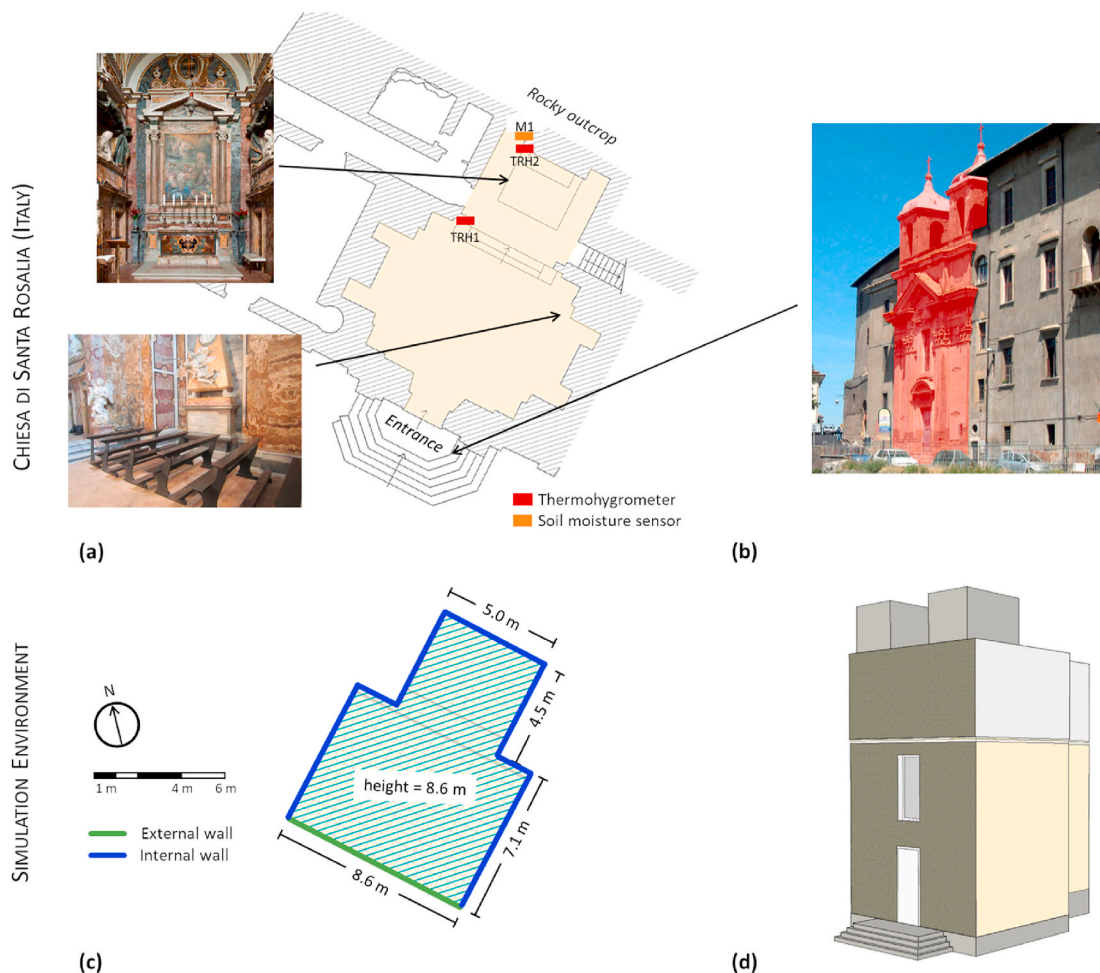 CHIESA DI SANTA ROSALIA (ITALY)
Rocky outcrop
M1
TRH2
TRH1
Entrance
Thermohygrometer
Soil moisture sensor
(a)
(b)
SIMULATION ENVIRONMENT
5.0 m
4.5 m
N
height = 8.6 m
1 m
4 m
6 m
7.1 m
External wall
Internal wall
8.6 m
(c)
(d)